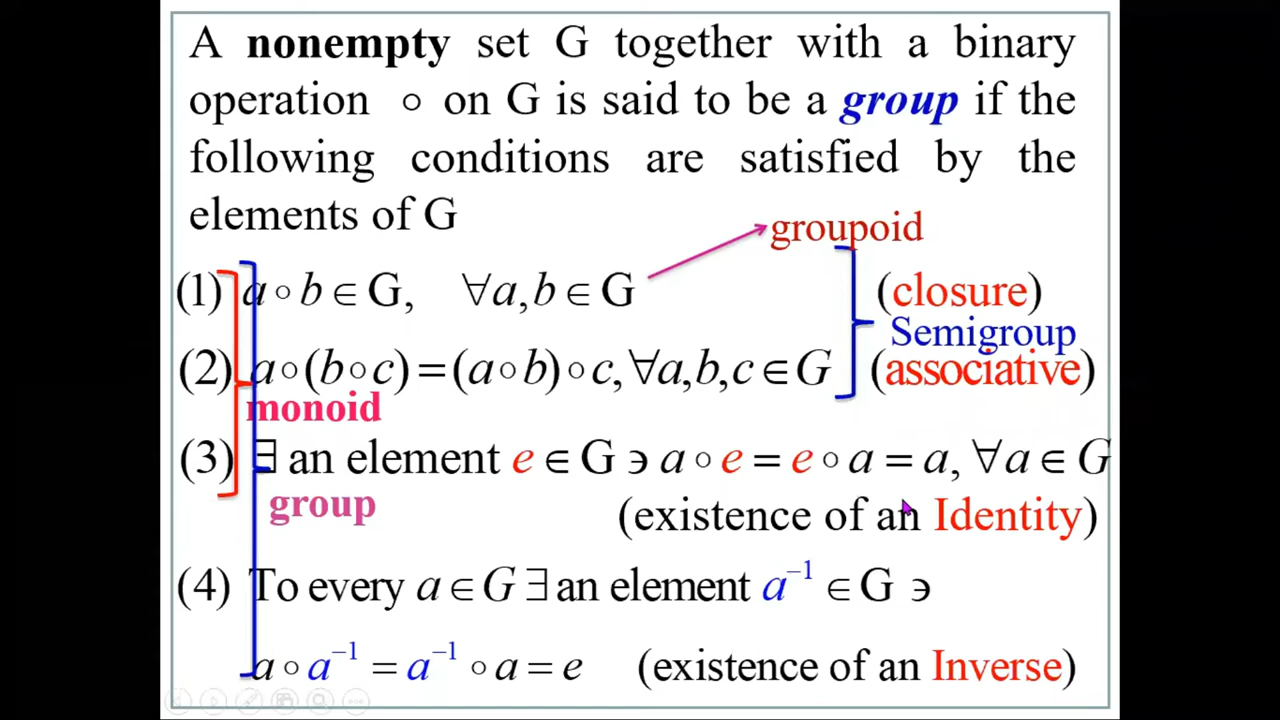 A nonempty set G together with a binary
operation ∘ on G is said to be a group if the
following conditions are satisfied by the
elements of G
groupoid
(1) a∘b∈G, ∀a,b∈G (closure)
Semigroup
(2) a∘(b∘c)=(a∘b)∘c,∀a,b,c∈G (associative)
monoid
(3) ∃ an element e∈G ∍ a∘e=e∘a=a, ∀a∈G
group (existence of an Identity)
(4) To every a∈G ∃ an element a⁻¹ ∈G ∍
a∘a⁻¹=a⁻¹∘a=e (existence of an Inverse)